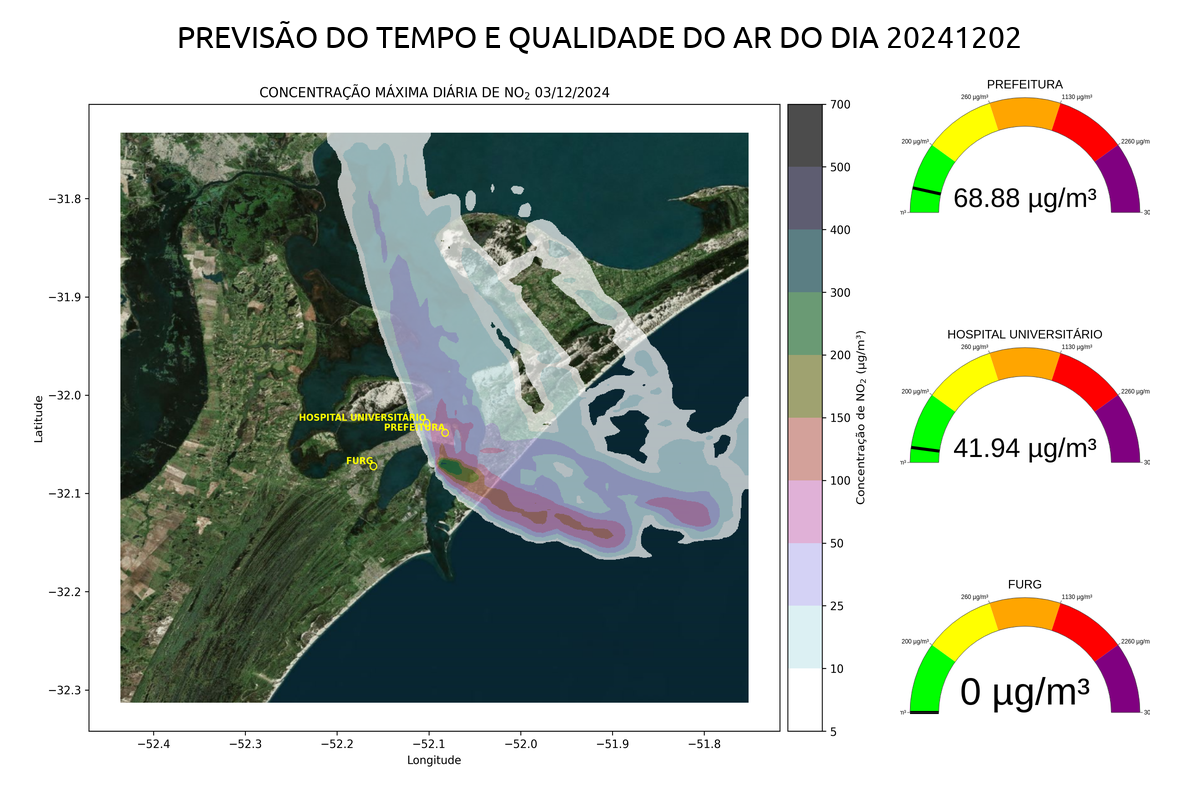 PREVISÃO DO TEMPO E QUALIDADE DO AR DO DIA 20241202
CONCENTRAÇÃO MÁXIMA DIÁRIA DE NO₂ 03/12/2024
−31.8
−31.9
−32.0
−32.1
−32.2
−32.3
Latitude
−52.4
−52.3
−52.2
−52.1
−52.0
−51.9
−51.8
Longitude
HOSPITAL UNIVERSITÁRIO
PREFEITURA
FURG
700
500
400
300
200
150
100
50
25
10
5
Concentração de NO₂ (µg/m³)
PREFEITURA
260 µg/m³
1130 µg/m³
200 µg/m³
2260 µg/m
m³
30
68.88 µg/m³
HOSPITAL UNIVERSITÁRIO
260 µg/m³
1130 µg/m³
200 µg/m³
2260 µg/m
m³
30
41.94 µg/m³
FURG
260 µg/m³
1130 µg/m³
200 µg/m³
2260 µg/m
m³
30
0 µg/m³